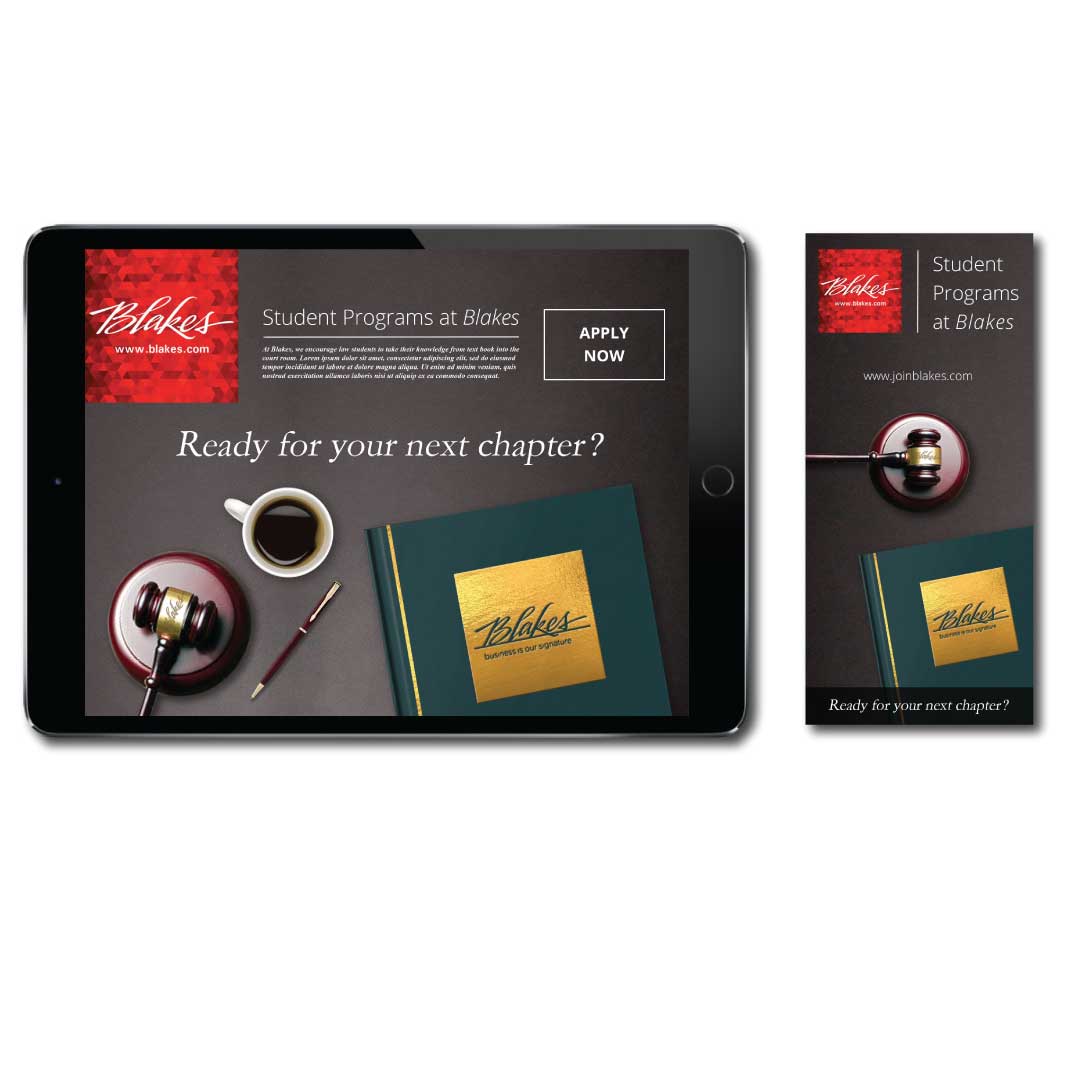 Blakes
www.blakes.com
Student Programs at Blakes
At Blakes, we encourage law students to take their knowledge from text book into the
court room. Lorem ipsum dolor sit amet, consectetur adipiscing elit, sed do eiusmod
tempor incididunt ut labore et dolore magna aliqua. Ut enim ad minim veniam, quis
nostrud exercitation ullamco laboris nisi ut aliquip ex ea commodo consequat.
APPLY
NOW
Ready for your next chapter?
Blakes
Blakes
business is our signature
Blakes
www.blakes.com
Student
Programs
at Blakes
www.joinblakes.com
Blakes
Blakes
business is our signature
Ready for your next chapter?